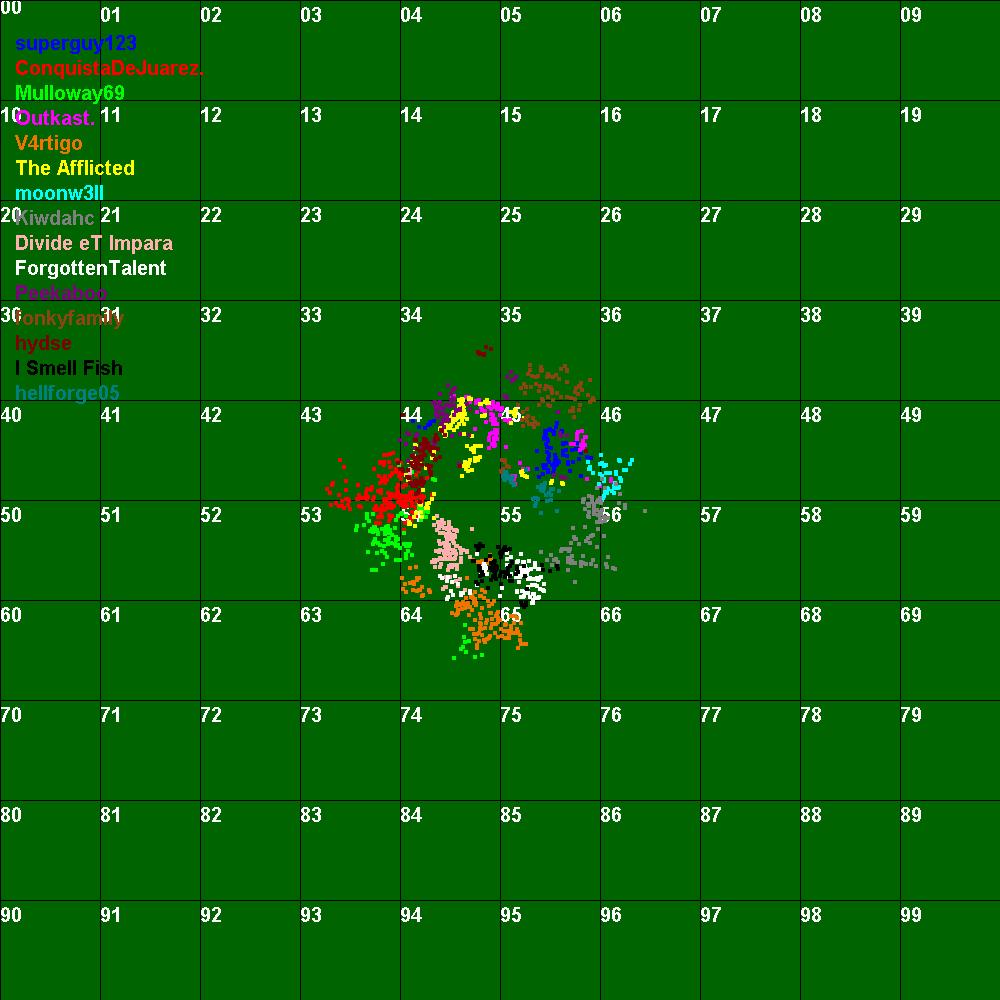 00 01 02 03 04 05 06 07 08 09
superguy123
ConquistaDeJuarez.
Mulloway69
10 11 12 13 14 15 16 17 18 19
Outkast.
V4rtigo
The Afflicted
moonw3ll
20 21 22 23 24 25 26 27 28 29
Kiwdahc
Divide eT Impara
ForgottenTalent
Peekaboo
30 31 32 33 34 35 36 37 38 39
fonkyfamily
hydse
I Smell Fish
hellforge05
40 41 42 43 44 45 46 47 48 49
50 51 52 53 55 56 57 58 59
60 61 62 63 64 65 66 67 68 69
70 71 72 73 74 75 76 77 78 79
80 81 82 83 84 85 86 87 88 89
90 91 92 93 94 95 96 97 98 99